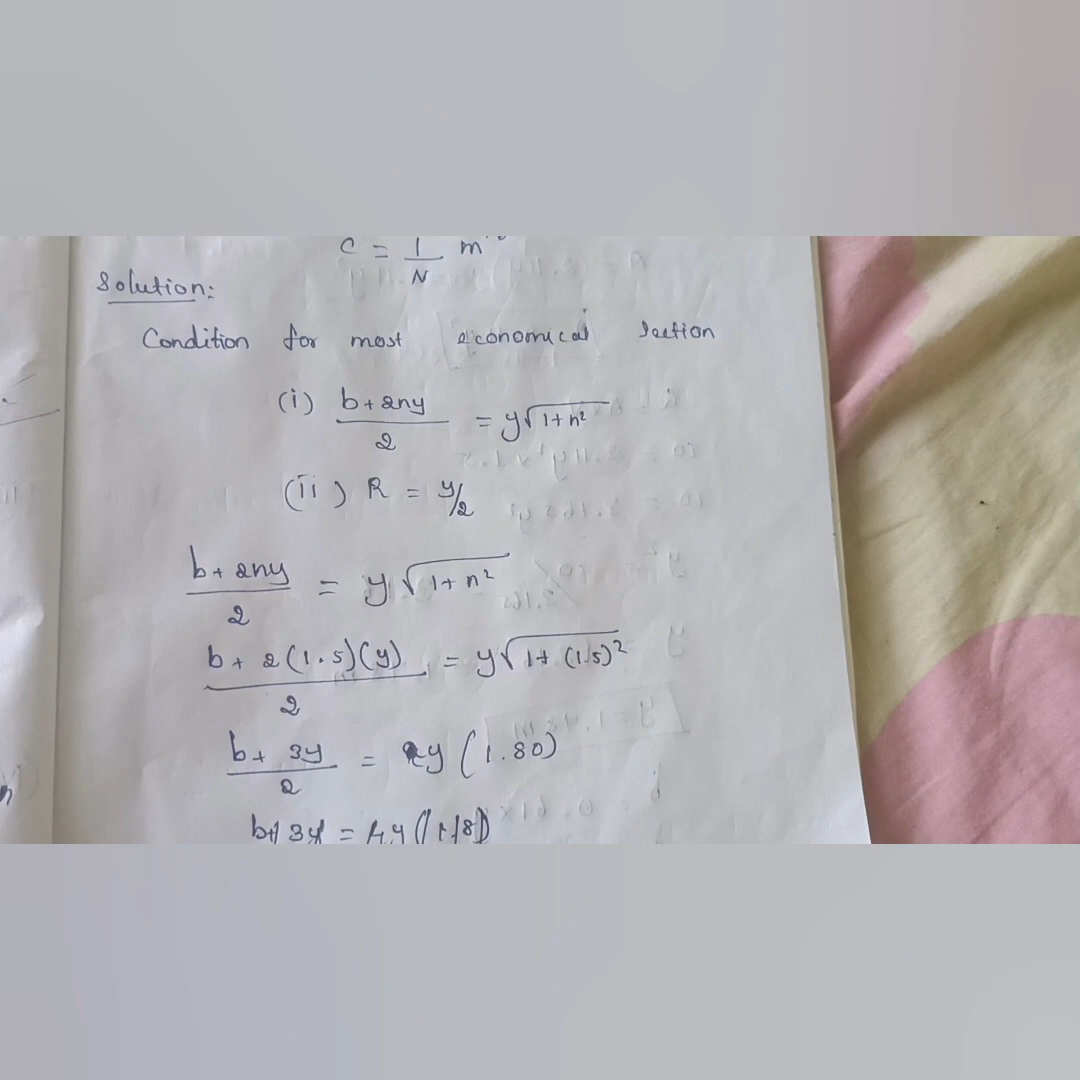 C = 1/N m
Solution:
Condition for most economical Section
(i) b+2ny/2 = y√1+n²
(ii) R = y/2
b+2ny/2 = y√1+n²
b+2(1.5)(y)/2 = y√1+(1.5)²
b+3y/2 = y(1.80)
b+3y =